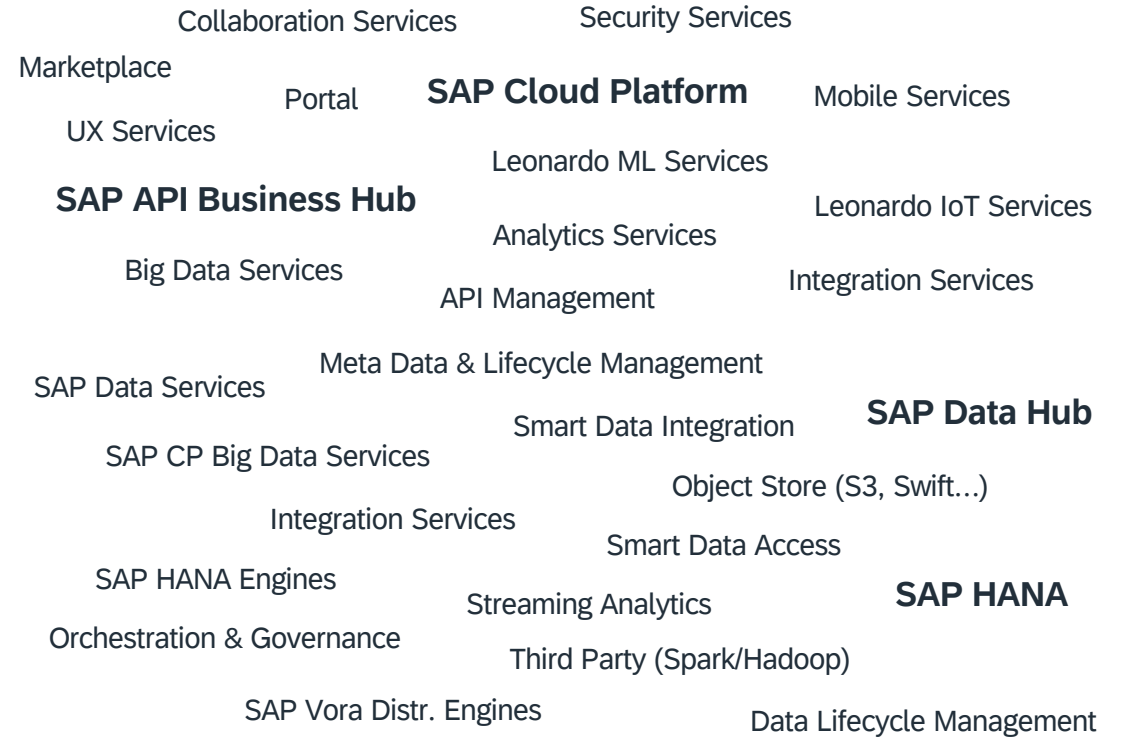 Collaboration Services
Security Services
Marketplace
Portal
SAP Cloud Platform
Mobile Services
UX Services
Leonardo ML Services
SAP API Business Hub
Leonardo IoT Services
Analytics Services
Big Data Services
Integration Services
API Management
Meta Data & Lifecycle Management
SAP Data Services
SAP Data Hub
Smart Data Integration
SAP CP Big Data Services
Object Store (S3, Swift…)
Integration Services
Smart Data Access
SAP HANA Engines
SAP HANA
Streaming Analytics
Orchestration & Governance
Third Party (Spark/Hadoop)
SAP Vora Distr. Engines
Data Lifecycle Management